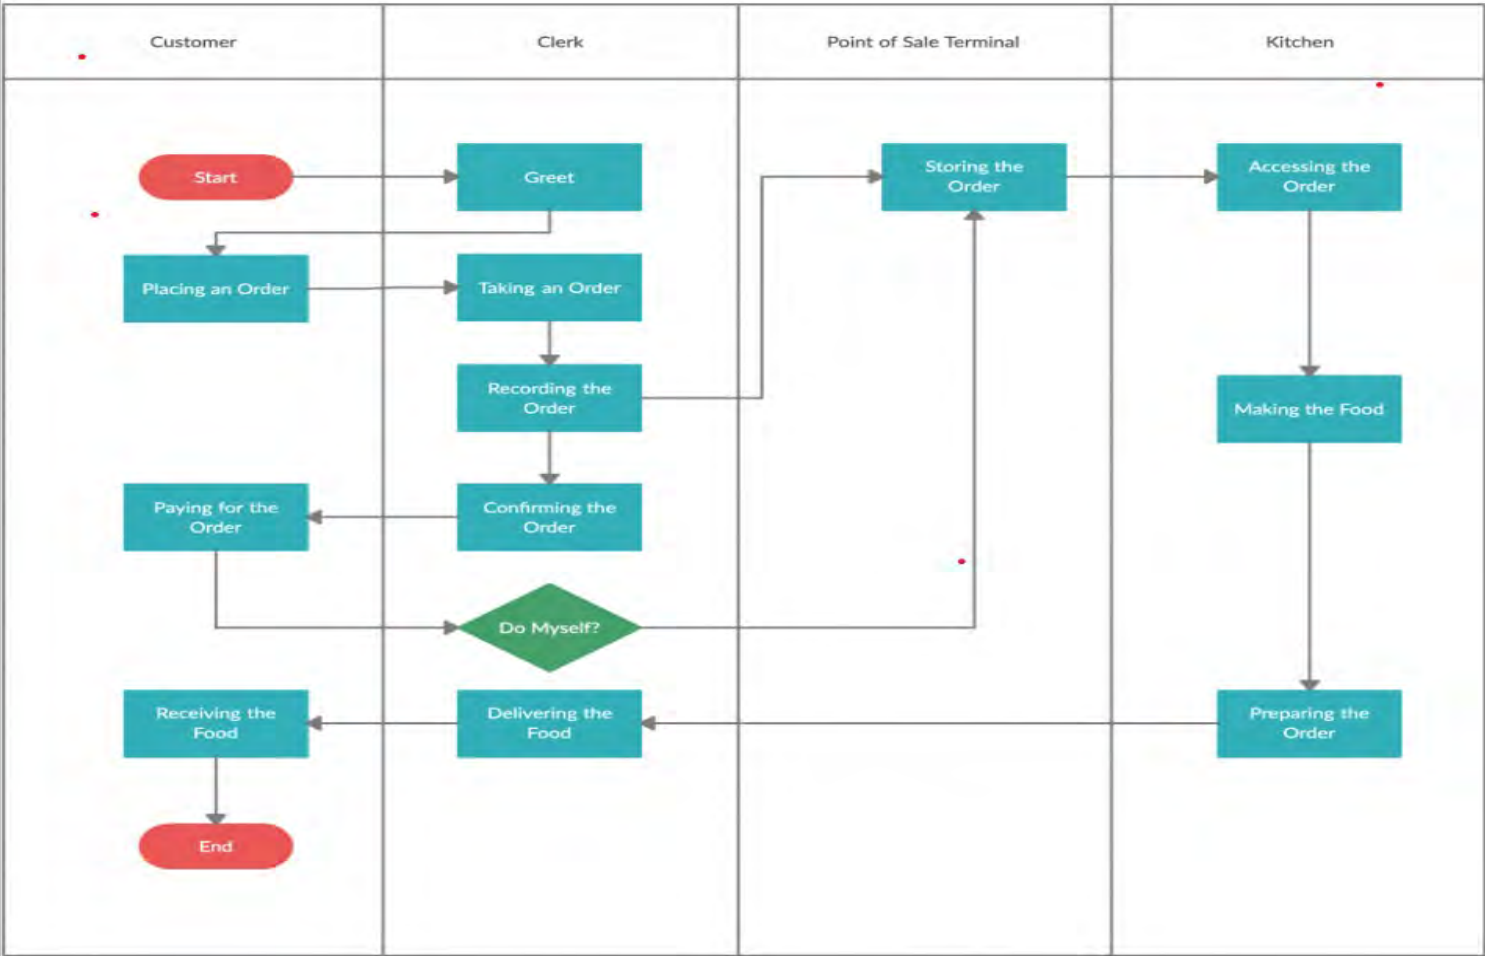 Customer
Clerk
Point of Sale Terminal
Kitchen
Start
Greet
Storing the
Order
Accessing the
Order
Placing an Order
Taking an Order
Recording the
Order
Making the Food
Paying for the
Order
Confirming the
Order
Do Myself?
Receiving the
Food
Delivering the
Food
Preparing the
Order
End